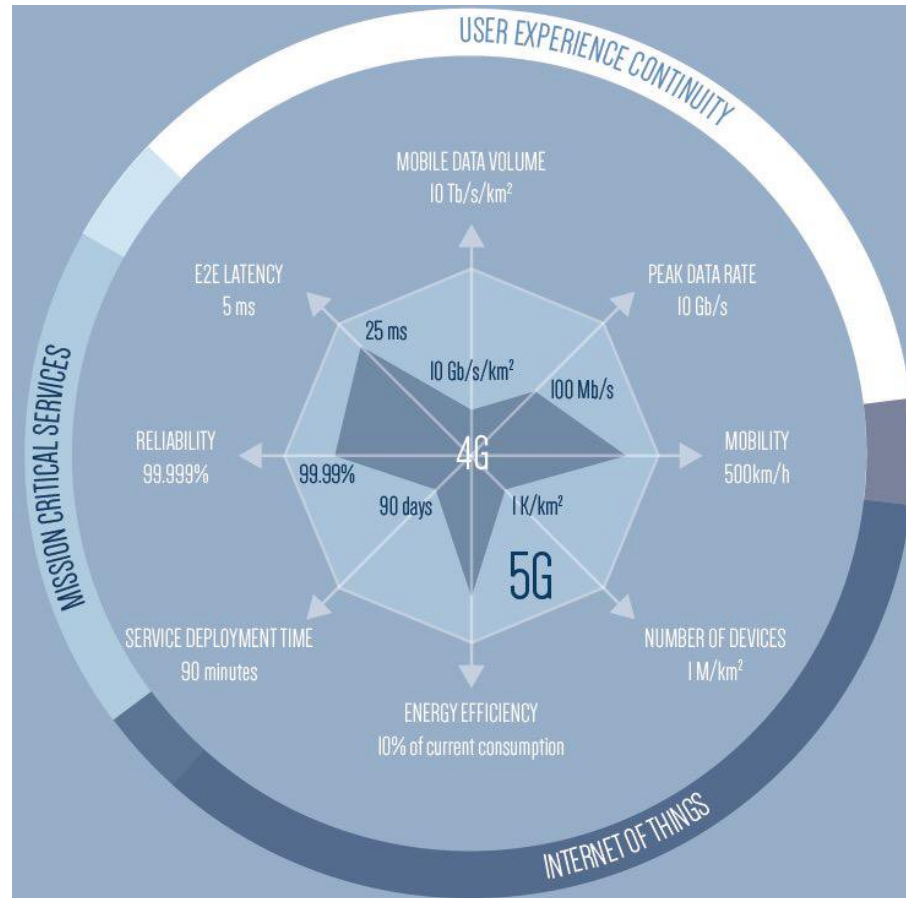 USER EXPERIENCE CONTINUITY
MOBILE DATA VOLUME
10 Tb/s/km²
E2E LATENCY
5 ms
PEAK DATA RATE
10 Gb/s
25 ms
10 Gb/s/km²
100 Mb/s
MISSION CRITICAL SERVICES
RELIABILITY
99.999%
4G
MOBILITY
500km/h
99.99%
90 days
1 K/km²
5G
SERVICE DEPLOYMENT TIME
90 minutes
NUMBER OF DEVICES
1 M/km²
ENERGY EFFICIENCY
10% of current consumption
INTERNET OF THINGS